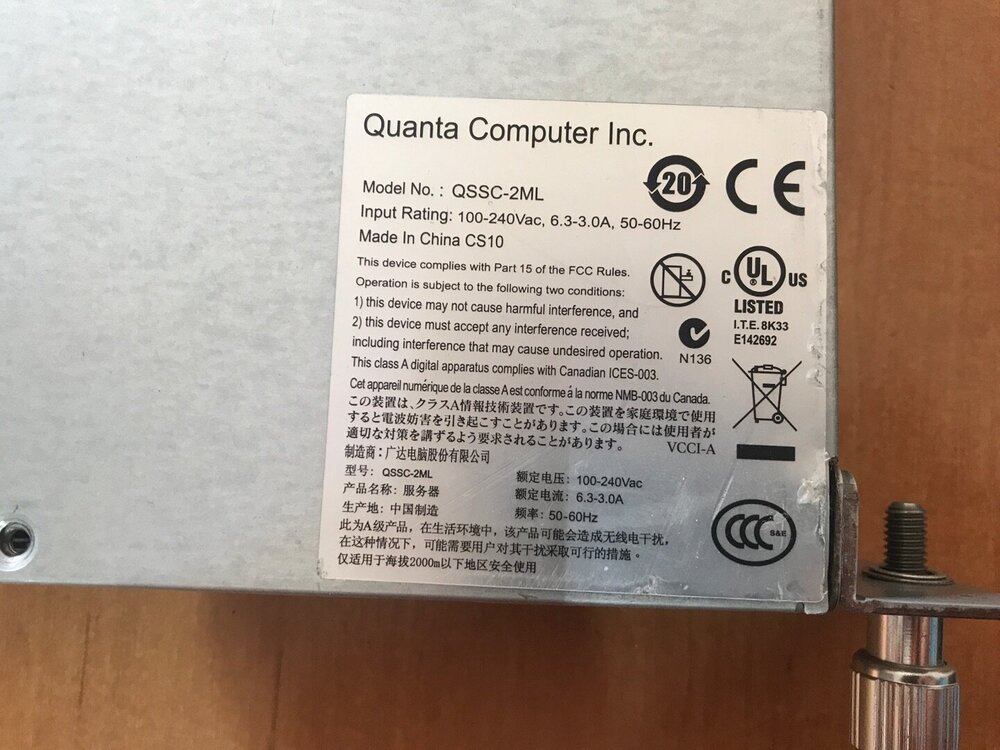 Quanta Computer Inc.
20
CE
Model No. : QSSC-2ML
Input Rating: 100-240Vac, 6.3-3.0A, 50-60Hz
Made In China CS10
This device complies with Part 15 of the FCC Rules.
Operation is subject to the following two conditions:
1) this device may not cause harmful interference, and
2) this device must accept any interference received;
including interference that may cause undesired operation.
C UL US
LISTED
I.T.E. 8K33
E142692
N136
This class A digital apparatus complies with Canadian ICES-003.
Cet appareil numérique de la classe A est conforme á la norme NMB-003 du Canada.
この装置は、クラスA情報技術装置です。この装置を家庭環境で使用
すると電波妨害を引き起こすことがあります。この場合には使用者が
適切な対策を講ずるよう要求されることがあります。 VCCI-A
制造商：广达电脑股份有限公司
型号: QSSC-2ML
产品名称: 服务器
生产地: 中国制造
额定电压: 100-240Vac
额定电流: 6.3-3.0A
频率: 50-60Hz
CCC S&E
此为A级产品，在生活环境中，该产品可能会造成无线电干扰，
在这种情况下，可能需要用户对其干扰采取可行的措施。
仅适用于海拔2000m以下地区安全使用